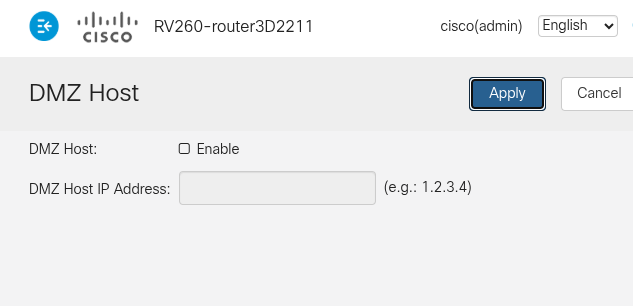 CISCO RV260-router3D2211 cisco(admin) English
DMZ Host Apply Cancel
DMZ Host: Enable
DMZ Host IP Address: (e.g.: 1.2.3.4)